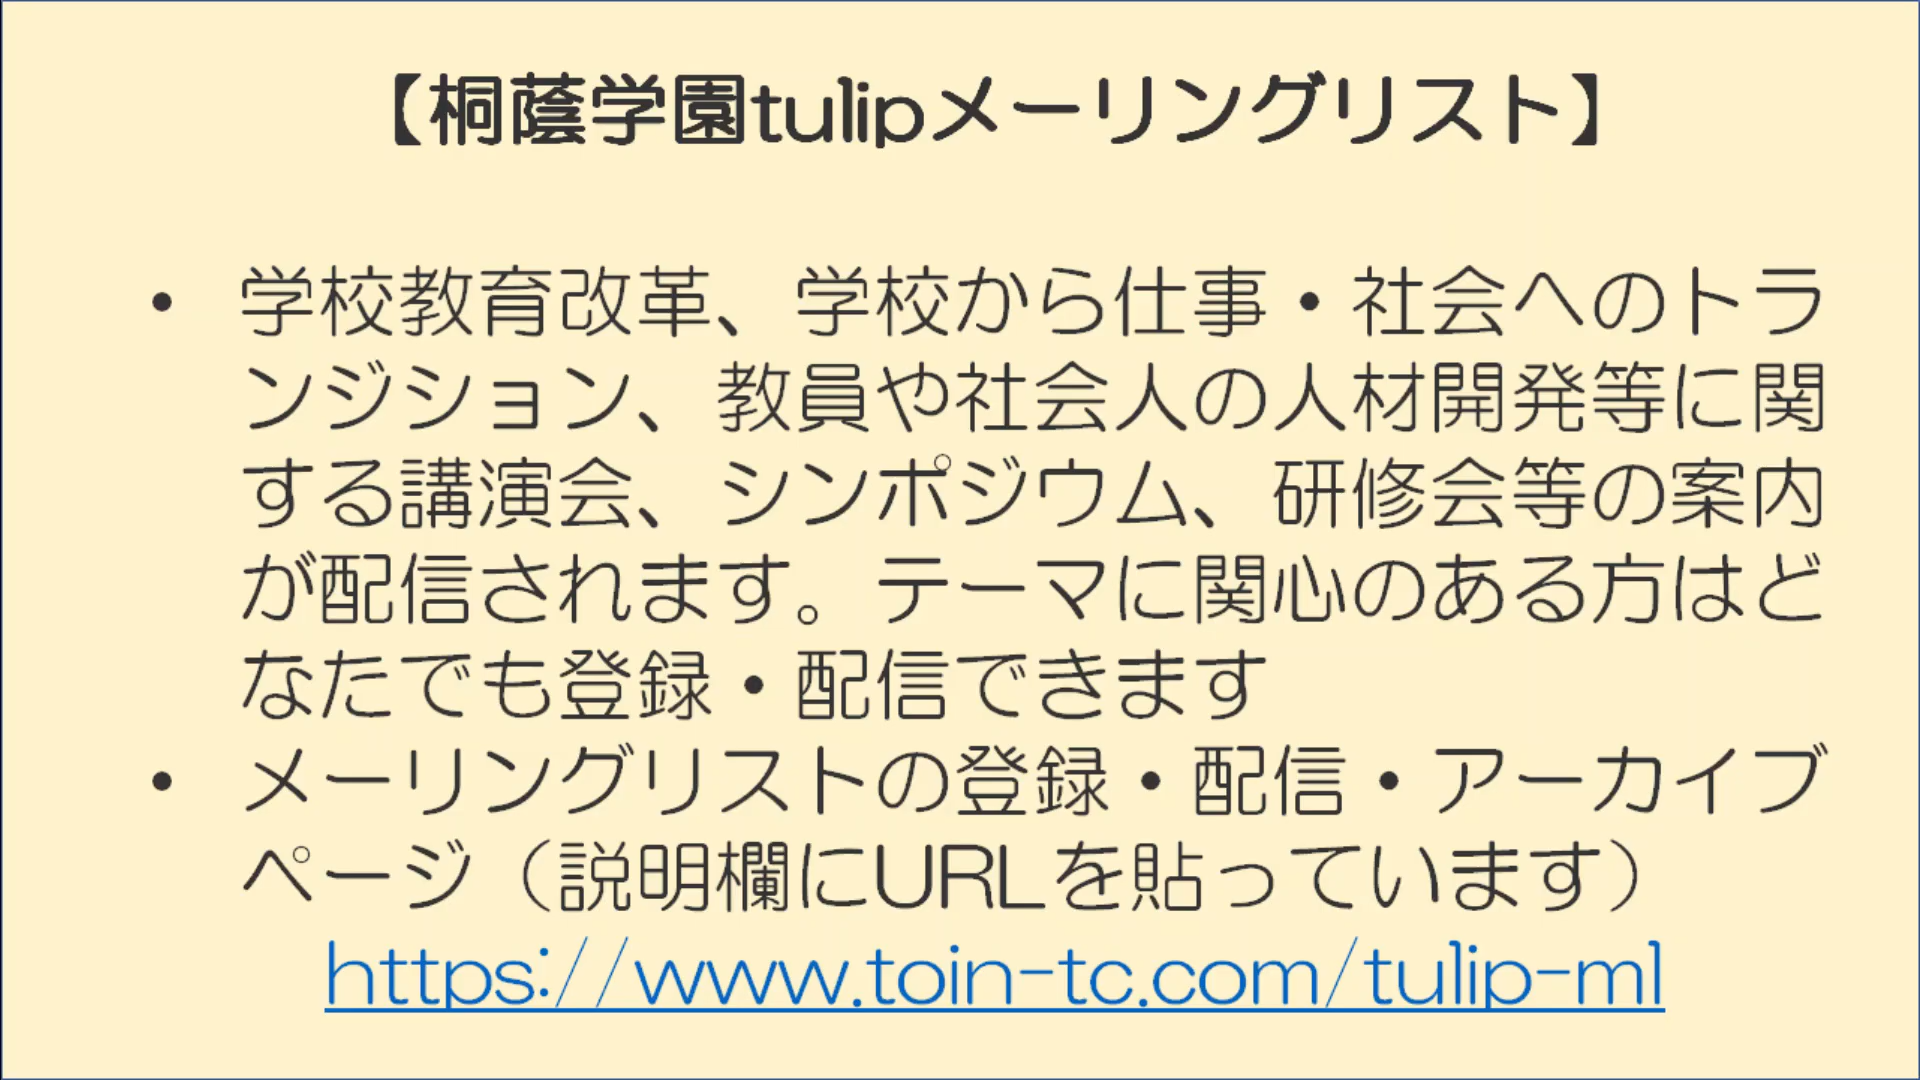 【桐蔭学園tulipメーリングリスト】
• 学校教育改革、学校から仕事・社会へのトラ
ンジション、教員や社会人の人材開発等に関
する講演会、シンポジウム、研修会等の案内
が配信されます。テーマに関心のある方はど
なたでも登録・配信できます
• メーリングリストの登録・配信・アーカイブ
ページ（説明欄にURLを貼っています）
https://www.toin-tc.com/tulip-ml